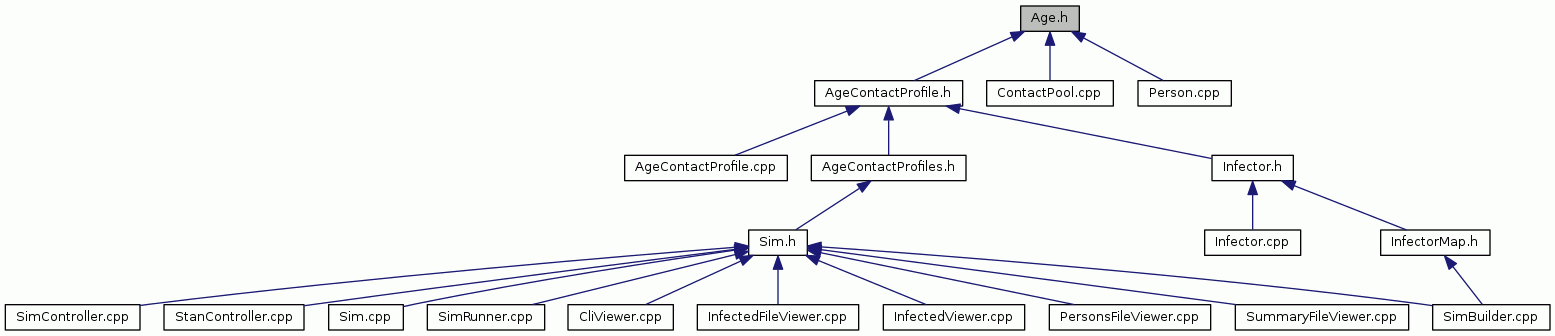 Age.h
AgeContactProfile.h
ContactPool.cpp
Person.cpp
AgeContactProfile.cpp
AgeContactProfiles.h
Infector.h
Sim.h
Infector.cpp
InfectorMap.h
SimController.cpp
StanController.cpp
Sim.cpp
SimRunner.cpp
CliViewer.cpp
InfectedFileViewer.cpp
InfectedViewer.cpp
PersonsFileViewer.cpp
SummaryFileViewer.cpp
SimBuilder.cpp